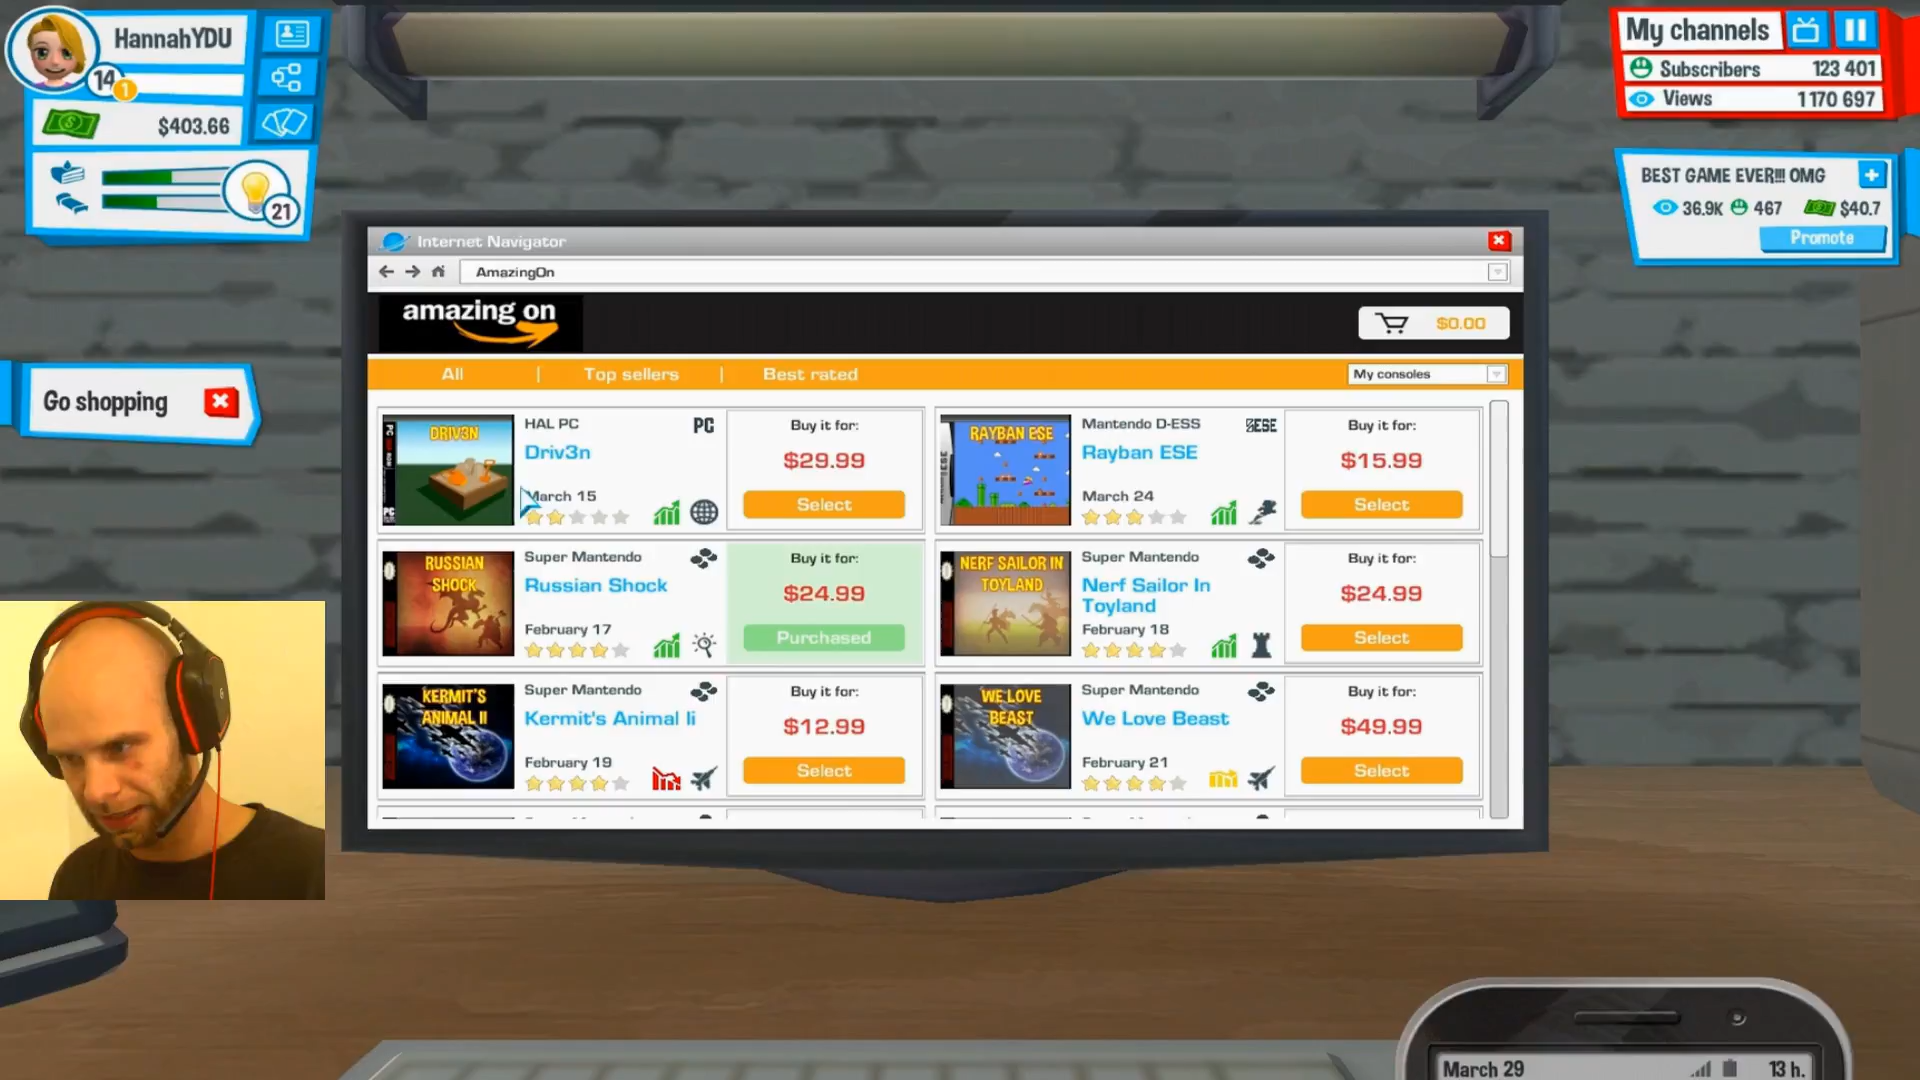 HannahYDU
14
1
$403.66
21
My channels
Subscribers 123 401
Views 1 170 697
BEST GAME EVER!!! OMG
36.9K 467 $40.7
Promote
Go shopping
Internet Navigator
AmazingOn
amazing on
$0.00
All | Top sellers | Best rated
My consoles
DRIV3N
HAL PC
PC
Driv3n
March 15
Buy it for:
$29.99
Select
RAYBAN ESE
Mantendo D-ESS
ESE
Rayban ESE
March 24
Buy it for:
$15.99
Select
RUSSIAN
SHOCK
Super Mantendo
Russian Shock
February 17
Buy it for:
$24.99
Purchased
NERF SAILOR IN
TOYLAND
Super Mantendo
Nerf Sailor In
Toyland
February 18
Buy it for:
$24.99
Select
KERMIT'S
ANIMAL II
Super Mantendo
Kermit's Animal Ii
February 19
Buy it for:
$12.99
Select
WE LOVE
BEAST
Super Mantendo
We Love Beast
February 21
Buy it for:
$49.99
Select
March 29
13 h.